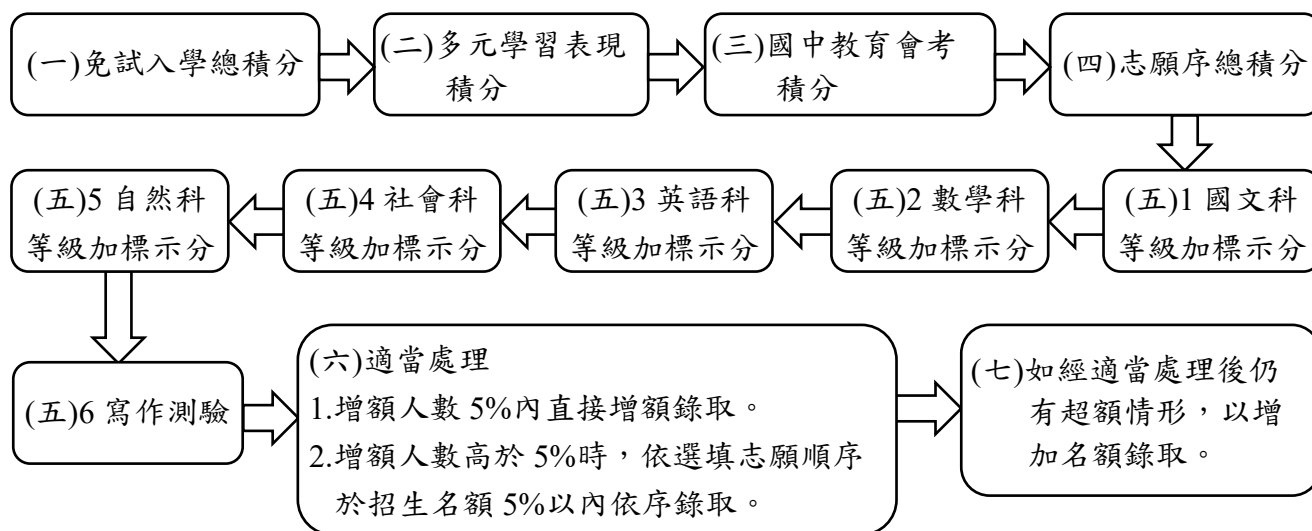 (一)免試入學總積分
(二)多元學習表現
積分
(三)國中教育會考
積分
(四)志願序總積分
(五)1 國文科
等級加標示分
(五)2 數學科
等級加標示分
(五)3 英語科
等級加標示分
(五)4 社會科
等級加標示分
(五)5 自然科
等級加標示分
(五)6 寫作測驗
(六)適當處理
1.增額人數 5%內直接增額錄取。
2.增額人數高於 5%時，依選填志願順序
於招生名額 5%以內依序錄取。
(七)如經適當處理後仍
有超額情形，以增
加名額錄取。